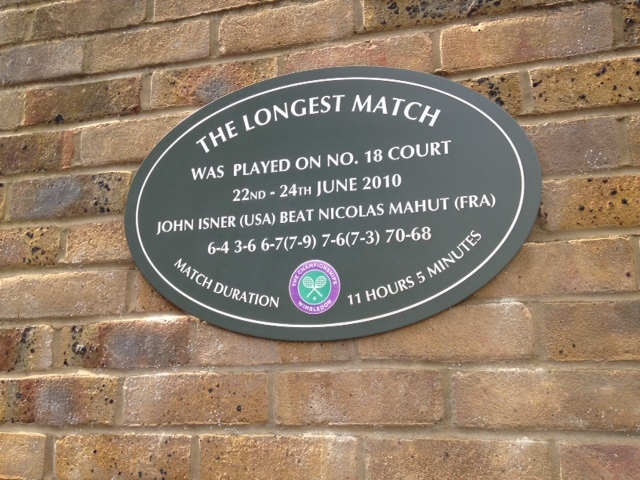 THE LONGEST MATCH
WAS PLAYED ON NO. 18 COURT
22ND - 24TH JUNE 2010
JOHN ISNER (USA) BEAT NICOLAS MAHUT (FRA)
6-4 3-6 6-7(7-9) 7-6(7-3) 70-68
MATCH DURATION 11 HOURS 5 MINUTES
THE CHAMPIONSHIPS
WIMBLEDON